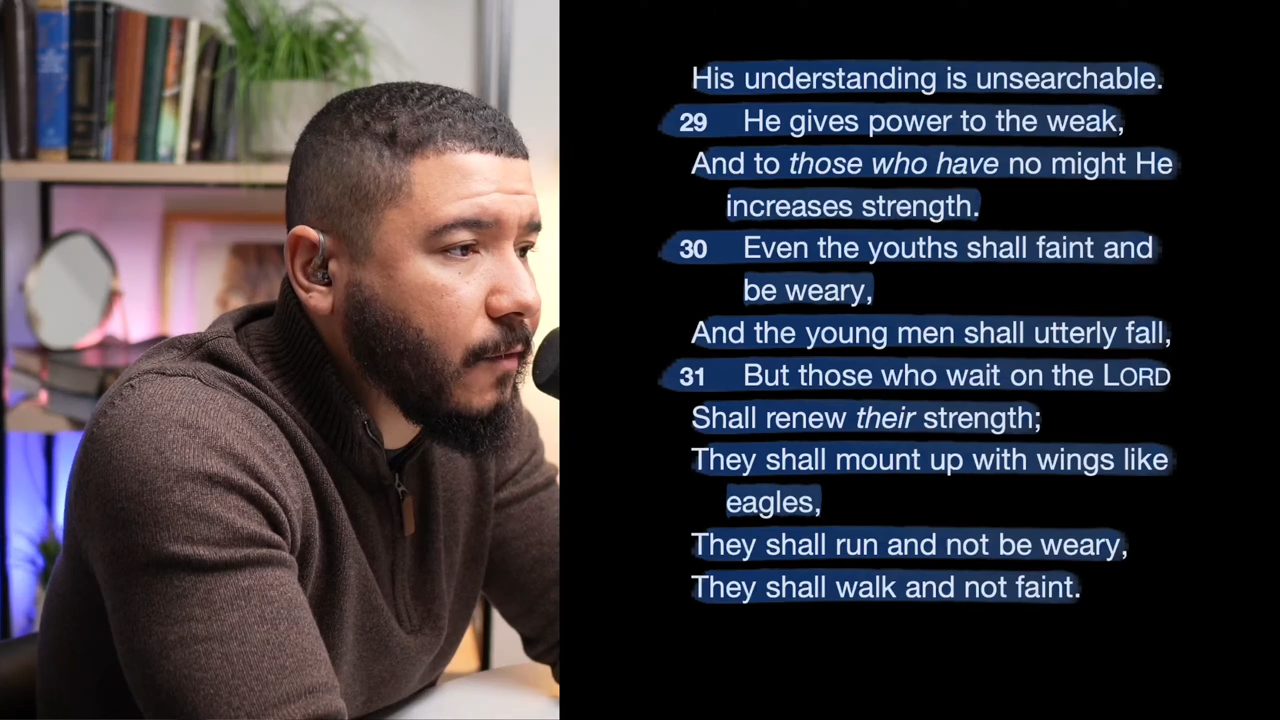 His understanding is unsearchable.
29 He gives power to the weak,
And to those who have no might He
increases strength.
30 Even the youths shall faint and
be weary,
And the young men shall utterly fall,
31 But those who wait on the LORD
Shall renew their strength;
They shall mount up with wings like
eagles,
They shall run and not be weary,
They shall walk and not faint.